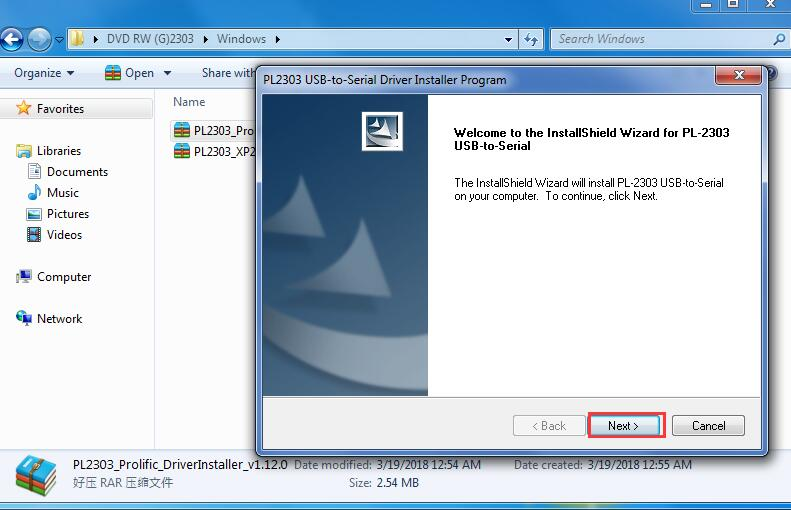 DVD RW (G)2303 Windows
Search Windows
Organize Open Share with
PL2303 USB-to-Serial Driver Installer Program
Favorites
Libraries
Documents
Music
Pictures
Videos
Computer
Network
Name
PL2303_Pro
PL2303_XP2
Welcome to the InstallShield Wizard for PL-2303
USB-to-Serial
The InstallShield Wizard will install PL-2303 USB-to-Serial
on your computer. To continue, click Next.
< Back Next > Cancel
PL2303_Prolific_DriverInstaller_v1.12.0 Date modified: 3/19/2018 12:54 AM Date created: 3/19/2018 12:55 AM
好压 RAR 压缩文件 Size: 2.54 MB